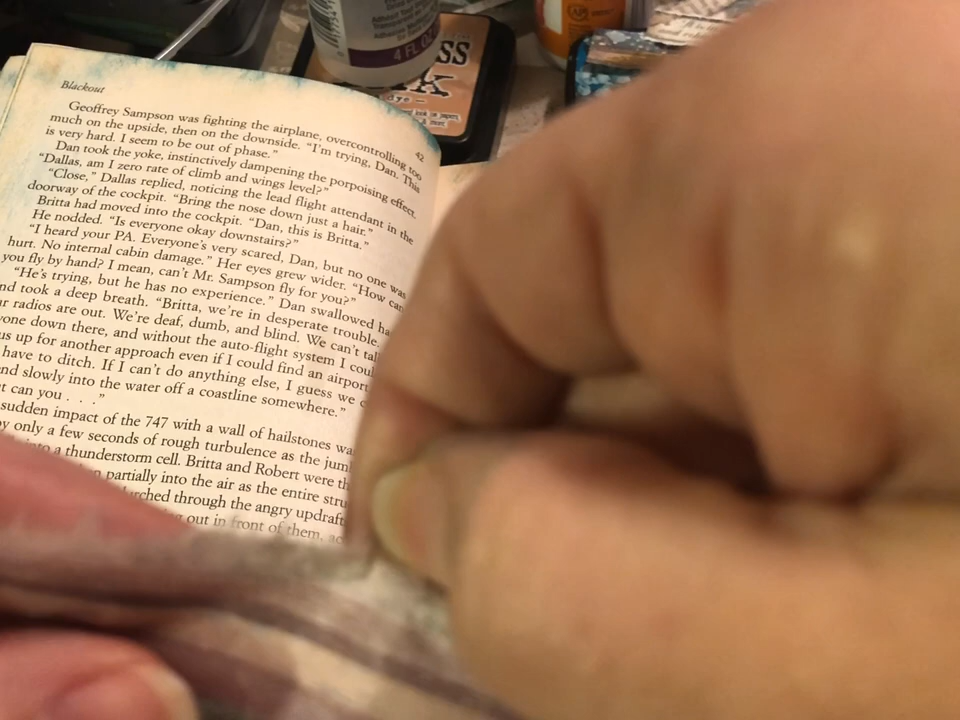 Blackout
42
Geoffrey Sampson was fighting the airplane, overcontrolling too
much on the upside, then on the downside. “I’m trying, Dan. This
is very hard. I seem to be out of phase.”
Dan took the yoke, instinctively dampening the porpoising effect.
“Dallas, am I zero rate of climb and wings level?”
“Close,” Dallas replied, noticing the lead flight attendant in the
doorway of the cockpit. “Bring the nose down just a hair.”
Britta had moved into the cockpit. “Dan, this is Britta.”
He nodded. “Is everyone okay downstairs?”
“I heard your PA. Everyone’s very scared, Dan, but no one was
hurt. No internal cabin damage.” Her eyes grew wider. “How can
you fly by hand? I mean, can’t Mr. Sampson fly for you?”
“He’s trying, but he has no experience.” Dan swallowed ha
nd took a deep breath. “Britta, we’re in desperate trouble.
r radios are out. We’re deaf, dumb, and blind. We can’t tal
yone down there, and without the auto-flight system I coul
us up for another approach even if I could find an airport
have to ditch. If I can’t do anything else, I guess we c
nd slowly into the water off a coastline somewhere.”
t can you . . .”
sudden impact of the 747 with a wall of hailstones wa
y only a few seconds of rough turbulence as the jum
into a thunderstorm cell. Britta and Robert were th
partially into the air as the entire stru
urched through the angry updraft
out in front of them, ac
4 FL OZ
SS
k
dye